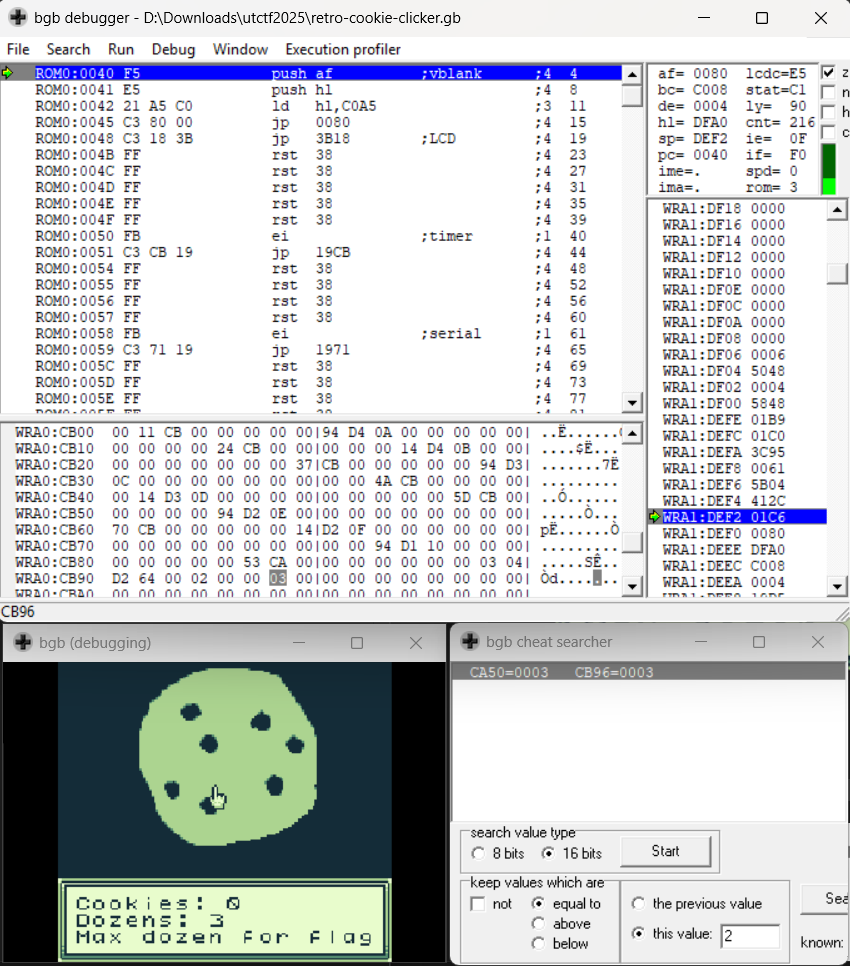 bgb debugger - D:\Downloads\utctf2025\retro-cookie-clicker.gb
File Search Run Debug Window Execution profiler
ROM0:0040 F5 push af ;vblank ;4 4
ROM0:0041 E5 push hl ;4 8
ROM0:0042 21 A5 C0 ld hl,C0A5 ;3 11
ROM0:0045 C3 80 00 jp 0080 ;4 15
ROM0:0048 C3 18 3B jp 3B18 ;LCD ;4 19
ROM0:004B FF rst 38 ;4 23
ROM0:004C FF rst 38 ;4 27
ROM0:004D FF rst 38 ;4 31
ROM0:004E FF rst 38 ;4 35
ROM0:004F FF rst 38 ;4 39
ROM0:0050 FB ei ;timer ;1 40
ROM0:0051 C3 CB 19 jp 19CB ;4 44
ROM0:0054 FF rst 38 ;4 48
ROM0:0055 FF rst 38 ;4 52
ROM0:0056 FF rst 38 ;4 56
ROM0:0057 FF rst 38 ;4 60
ROM0:0058 FB ei ;serial ;1 61
ROM0:0059 C3 71 19 jp 1971 ;4 65
ROM0:005C FF rst 38 ;4 69
ROM0:005D FF rst 38 ;4 73
ROM0:005E FF rst 38 ;4 77
af= 0080 lcdc=E5 z
bc= C008 stat=C1 n
de= 0004 ly= 90 h
hl= DFA0 cnt= 216 c
sp= DEF2 ie= 0F
pc= 0040 if= F0
ime=. spd= 0
ima=. rom= 3
WRA1:DF18 0000
WRA1:DF16 0000
WRA1:DF14 0000
WRA1:DF12 0000
WRA1:DF10 0000
WRA1:DF0E 0000
WRA1:DF0C 0000
WRA1:DF0A 0000
WRA1:DF08 0000
WRA1:DF06 0006
WRA1:DF04 5048
WRA1:DF02 0004
WRA1:DF00 5848
WRA1:DEFE 01B9
WRA1:DEFC 01C0
WRA1:DEFA 3C95
WRA1:DEF8 0061
WRA1:DEF6 5B04
WRA1:DEF4 412C
WRA1:DEF2 01C6
WRA1:DEF0 0080
WRA1:DEEE DFA0
WRA1:DEEC C008
WRA1:DEEA 0004
WRA0:CB00 00 11 CB 00 00 00 00 00|94 D4 0A 00 00 00 00 00| ..Ë......
WRA0:CB10 00 00 00 00 24 CB 00 00|00 00 00 14 D4 0B 00 00| ....$Ë....
WRA0:CB20 00 00 00 00 00 00 00 37|CB 00 00 00 00 00 94 D3| .......7Ë
WRA0:CB30 0C 00 00 00 00 00 00 00|00 00 4A CB 00 00 00 00| .........
WRA0:CB40 00 14 D3 0D 00 00 00 00|00 00 00 00 00 5D CB 00| ..Ó......
WRA0:CB50 00 00 00 00 94 D2 0E 00|00 00 00 00 00 00 00 00| .....Ò...
WRA0:CB60 70 CB 00 00 00 00 00 14|D2 0F 00 00 00 00 00 00| pË......Ò
WRA0:CB70 00 00 00 00 00 00 00 00|00 00 94 D1 10 00 00 00| .........
WRA0:CB80 00 00 00 00 00 53 CA 00|00 00 00 00 00 00 03 04| .....SÊ..
WRA0:CB90 D2 64 00 02 00 00 03 00|00 00 00 00 00 00 00 00| Òd.......
CB96
bgb (debugging)
Cookies: 0
Dozens: 3
Max dozen for flag
bgb cheat searcher
CA50=0003 CB96=0003
search value type
8 bits 16 bits Start
keep values which are
not equal to
above
below
the previous value
this value: 2
Sea
known: